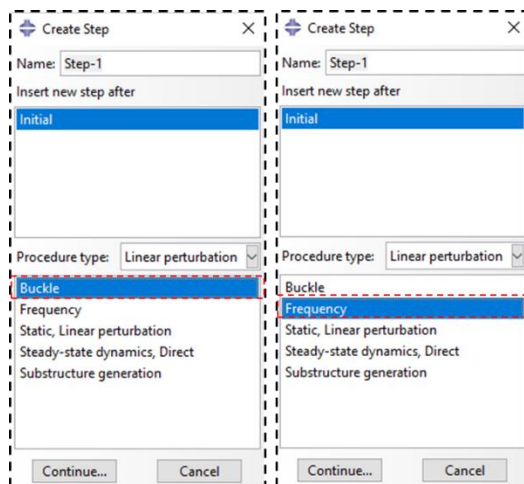 Create Step
Name: Step-1
Insert new step after
Initial
Procedure type: Linear perturbation
Buckle
Frequency
Static, Linear perturbation
Steady-state dynamics, Direct
Substructure generation
Continue... Cancel
Create Step
Name: Step-1
Insert new step after
Initial
Procedure type: Linear perturbation
Buckle
Frequency
Static, Linear perturbation
Steady-state dynamics, Direct
Substructure generation
Continue... Cancel